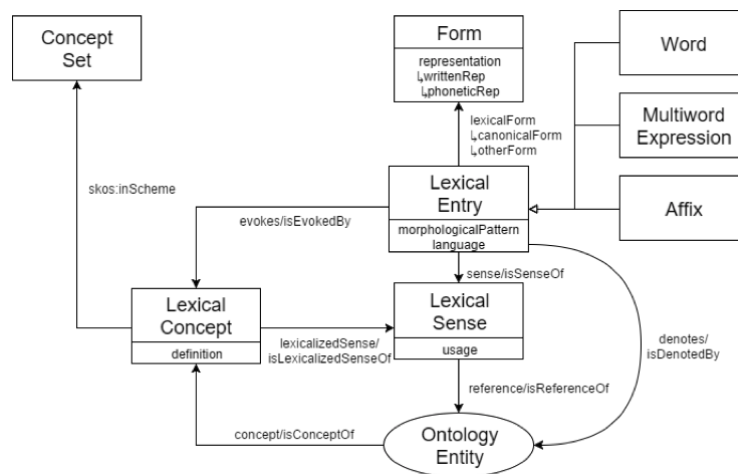 Concept
Set
Form
representation
↳writtenRep
↳phoneticRep
Word
lexicalForm
↳canonicalForm
↳otherForm
Multiword
Expression
skos:inScheme
Lexical
Entry
morphologicalPattern
language
Affix
evokes/isEvokedBy
sense/isSenseOf
Lexical
Concept
definition
lexicalizedSense/
isLexicalizedSenseOf
Lexical
Sense
usage
denotes/
isDenotedBy
reference/isReferenceOf
concept/isConceptOf
Ontology
Entity